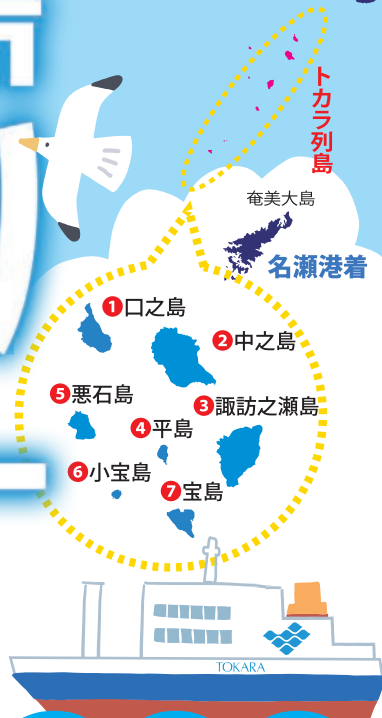 トカラ列島
奄美大島
名瀬港着
❶口之島
❷中之島
❸諏訪之瀬島
❹平島
❺悪石島
❻小宝島
❼宝島
TOKARA